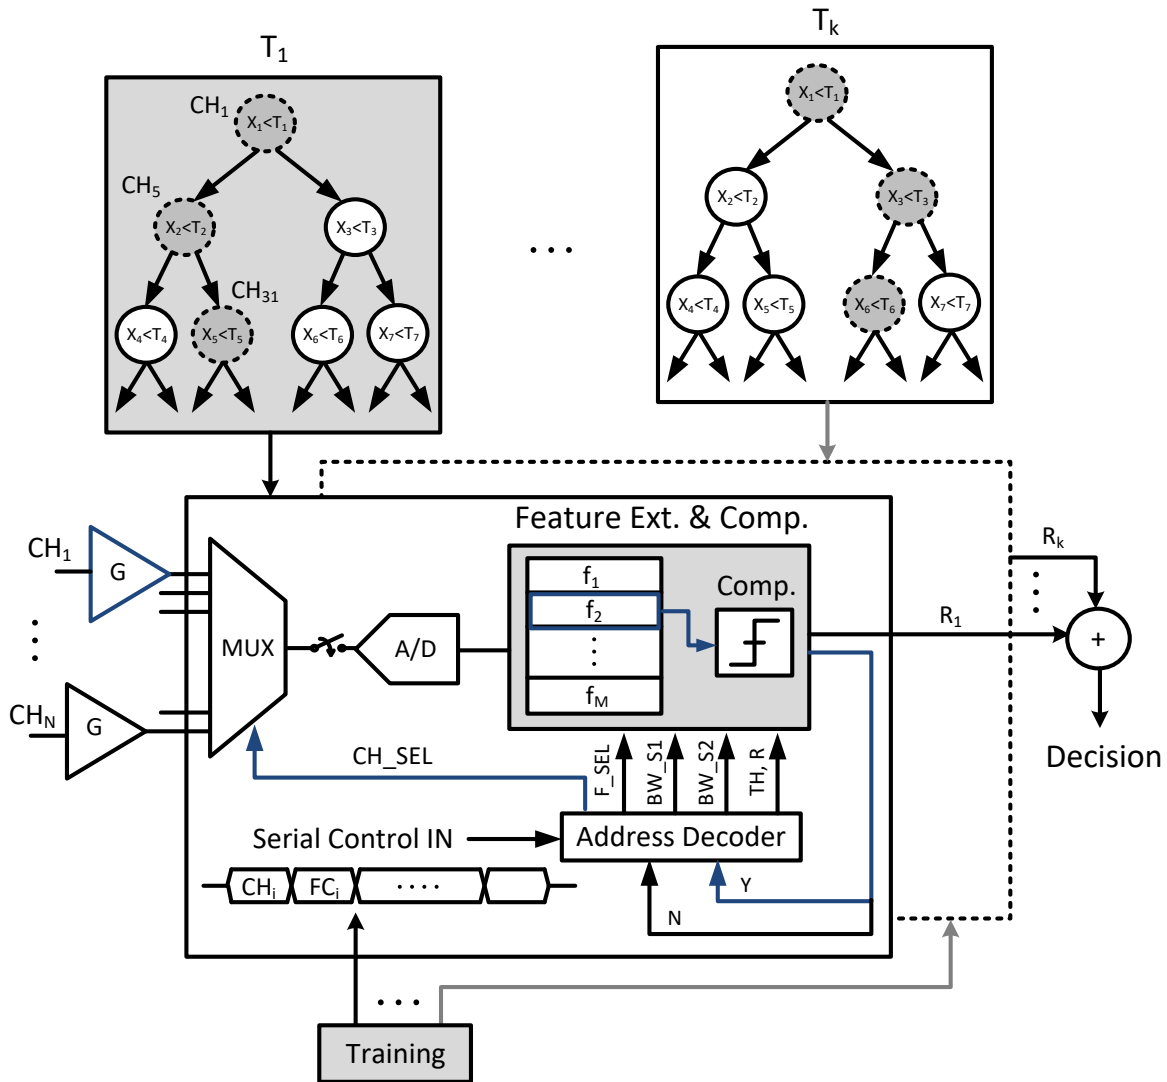 T1
Tk
CH1
X1<T1
CH5
X2<T2
X3<T3
CH31
X4<T4
X5<T5
X6<T6
X7<T7
. . .
X1<T1
X2<T2
X3<T3
X4<T4
X5<T5
X6<T6
X7<T7
Feature Ext. & Comp.
CH1
G
MUX
A/D
f1
f2
fM
Comp.
Rk
R1
+
Decision
CHN
G
CH_SEL
F_SEL
BW_S1
BW_S2
TH, R
Serial Control IN
Address Decoder
CHi
FCi
. . . .
Y
N
. . .
Training